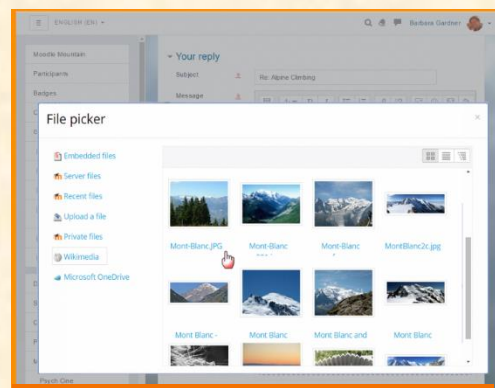 ENGLISH (EN)
Barbara Gardner
Moodle Mountain
Participants
Badges
Your reply
Subject
Re: Alpine Climbing
Message
File picker
Embedded files
Server files
Recent files
Upload a file
Private files
Wikimedia
Microsoft OneDrive
Mont-Blanc.JPG
Mont-Blanc
Mont-Blanc
MontBlanc2c.jpg
Mont Blanc -
Mont Blanc
Mont Blanc and
Mont Blanc
Psych One